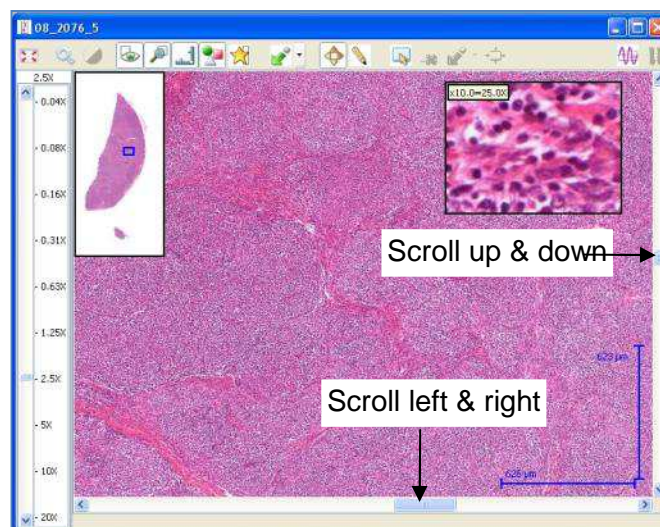 08_2076_5
2.5X
- 0.04X
- 0.08X
- 0.16X
- 0.31X
- 0.63X
- 1.25X
- 2.5X
- 5X
- 10X
- 20X
x10.0=25.0X
Scroll up & down
623 µm
Scroll left & right
626 µm